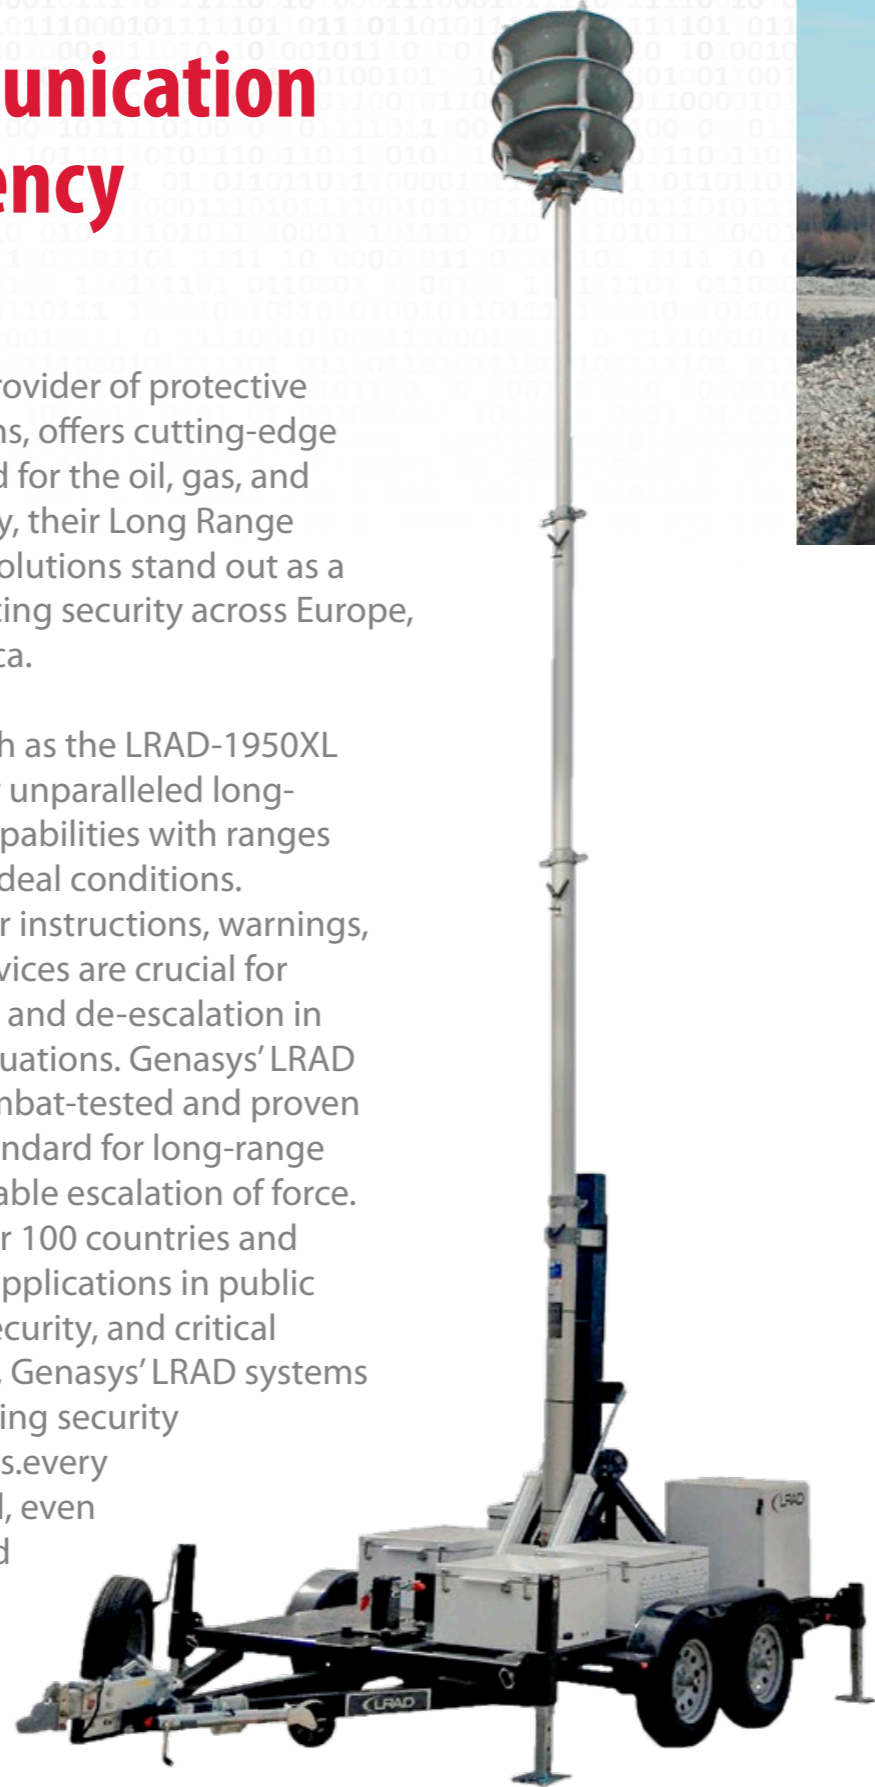 unication
ency
rovider of protective
ns, offers cutting-edge
d for the oil, gas, and
y, their Long Range
olutions stand out as a
ting security across Europe,
ca.
h as the LRAD-1950XL
r unparalleled long-
pabilities with ranges
deal conditions.
r instructions, warnings,
vices are crucial for
and de-escalation in
uations. Genasys’ LRAD
mbat-tested and proven
ndard for long-range
able escalation of force.
r 100 countries and
applications in public
ecurity, and critical
, Genasys’ LRAD systems
ing security
s.every
l, even
d
LRAD
LRAD